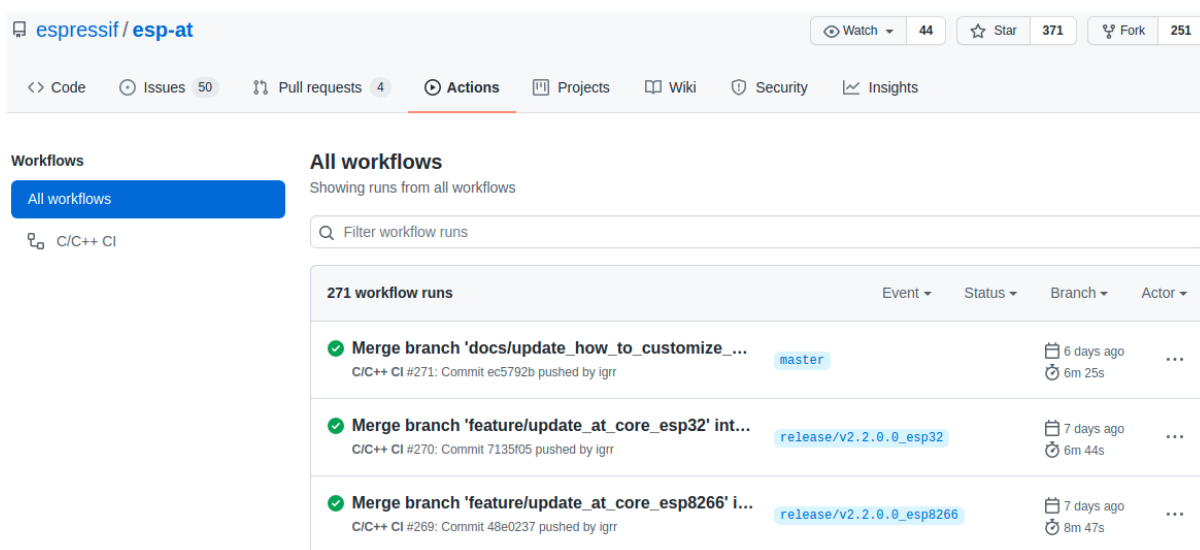 espressif / esp-at
Watch 44 Star 371 Fork 251
Code Issues 50 Pull requests 4 Actions Projects Wiki Security Insights
Workflows
All workflows
C/C++ CI
All workflows
Showing runs from all workflows
Filter workflow runs
271 workflow runs Event Status Branch Actor
Merge branch 'docs/update_how_to_customize_...
C/C++ CI #271: Commit ec5792b pushed by igrr
master
6 days ago
6m 25s
Merge branch 'feature/update_at_core_esp32' int...
C/C++ CI #270: Commit 7135f05 pushed by igrr
release/v2.2.0.0_esp32
7 days ago
6m 44s
Merge branch 'feature/update_at_core_esp8266' i...
C/C++ CI #269: Commit 48e0237 pushed by igrr
release/v2.2.0.0_esp8266
7 days ago
8m 47s